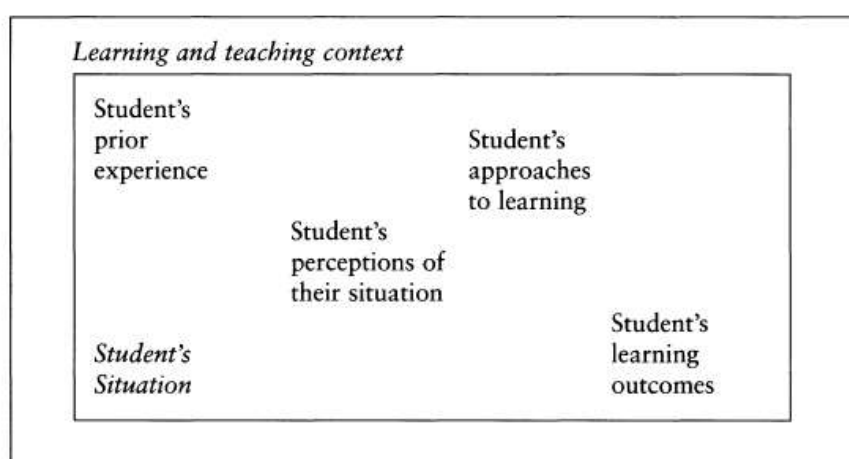 Learning and teaching context
Student's
prior
experience
Student's
approaches
to learning
Student's
perceptions of
their situation
Student's
learning
outcomes
Student's
Situation